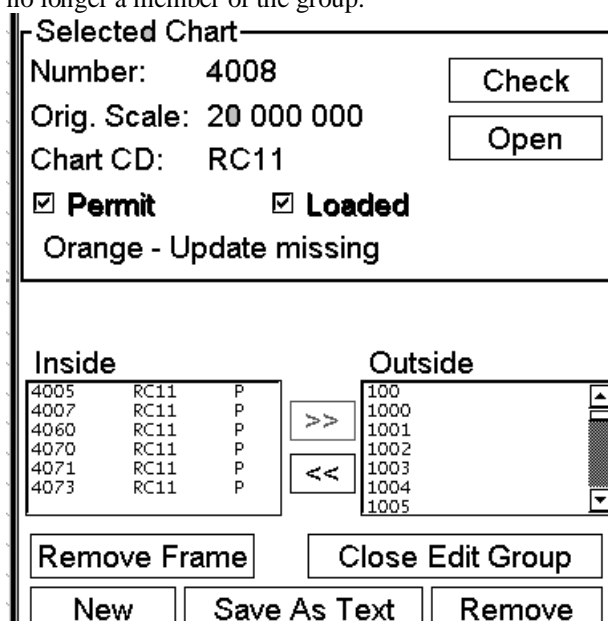 no longer a member of the group.
Selected Chart
Number: 4008
Check
Orig. Scale: 20 000 000
Open
Chart CD: RC11
Permit Loaded
Orange - Update missing
Inside Outside
4005 RC11 P 100
4007 RC11 P 1000
4060 RC11 P 1001
4070 RC11 P 1002
4071 RC11 P 1003
4073 RC11 P 1004
1005
>>
<<
Remove Frame Close Edit Group
New Save As Text Remove